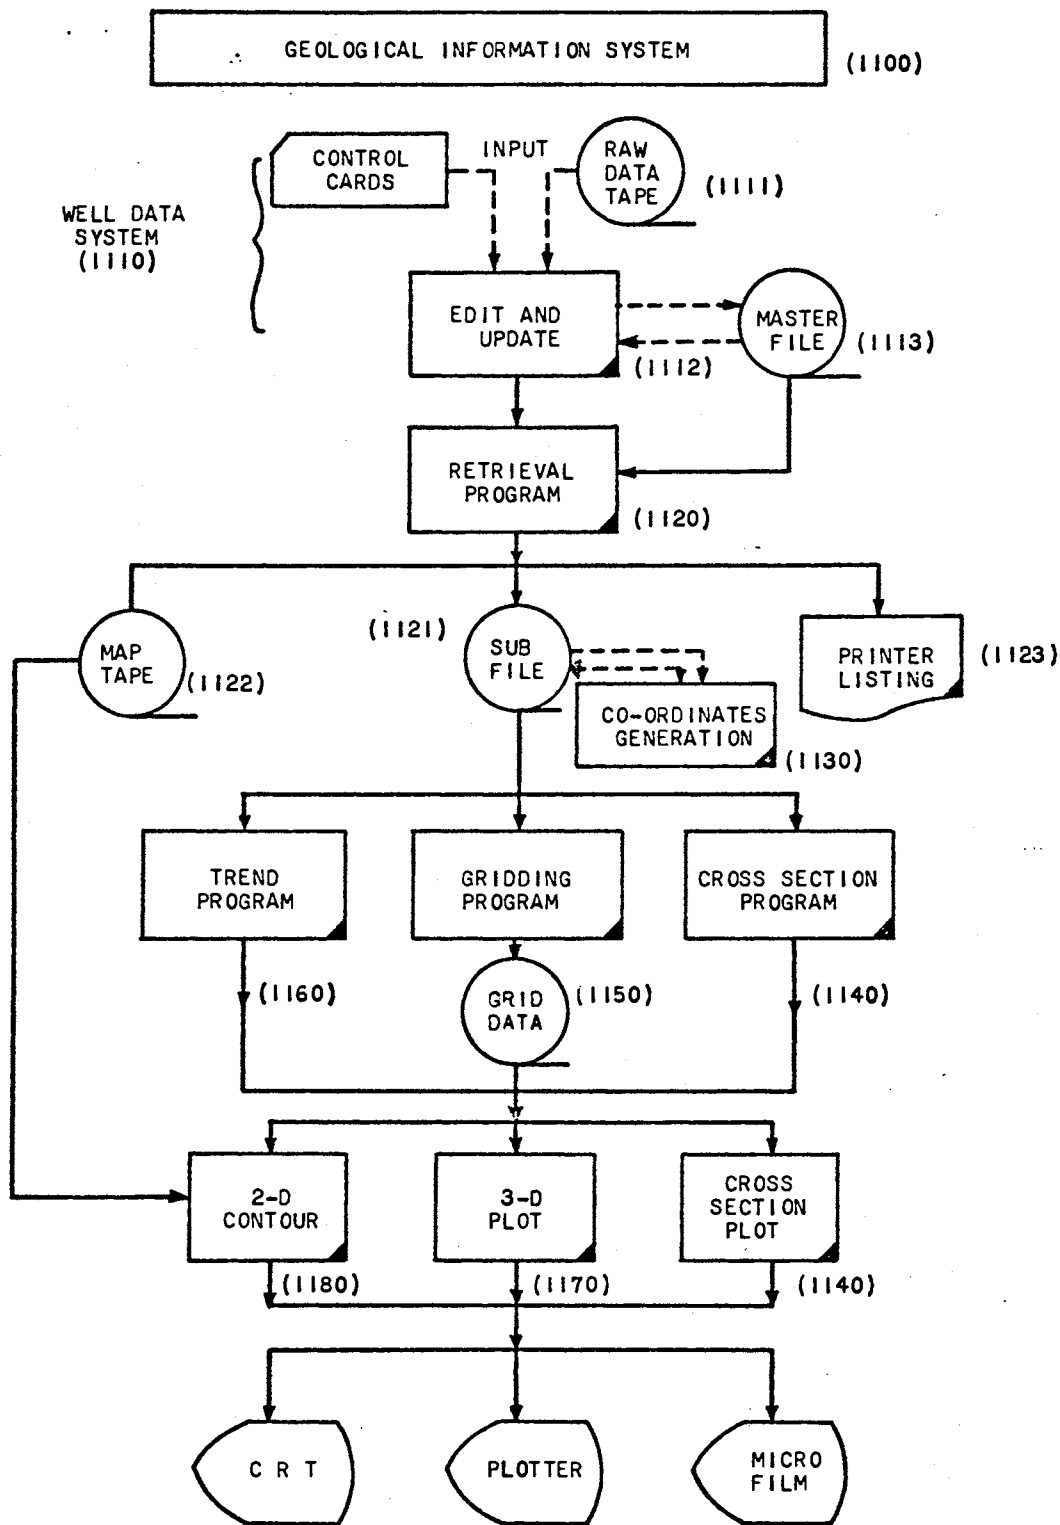 GEOLOGICAL INFORMATION SYSTEM
(1100)
CONTROL
CARDS
INPUT
RAW
DATA
TAPE
(1111)
WELL DATA
SYSTEM
(1110)
EDIT AND
UPDATE
(1112)
MASTER
FILE
(1113)
RETRIEVAL
PROGRAM
(1120)
MAP
TAPE
(1122)
(1121)
SUB
FILE
PRINTER
LISTING
(1123)
CO-ORDINATES
GENERATION
(1130)
TREND
PROGRAM
GRIDDING
PROGRAM
CROSS SECTION
PROGRAM
(1160)
GRID
DATA
(1150)
(1140)
2-D
CONTOUR
(1180)
3-D
PLOT
(1170)
CROSS
SECTION
PLOT
(1140)
C R T
PLOTTER
MICRO
FILM